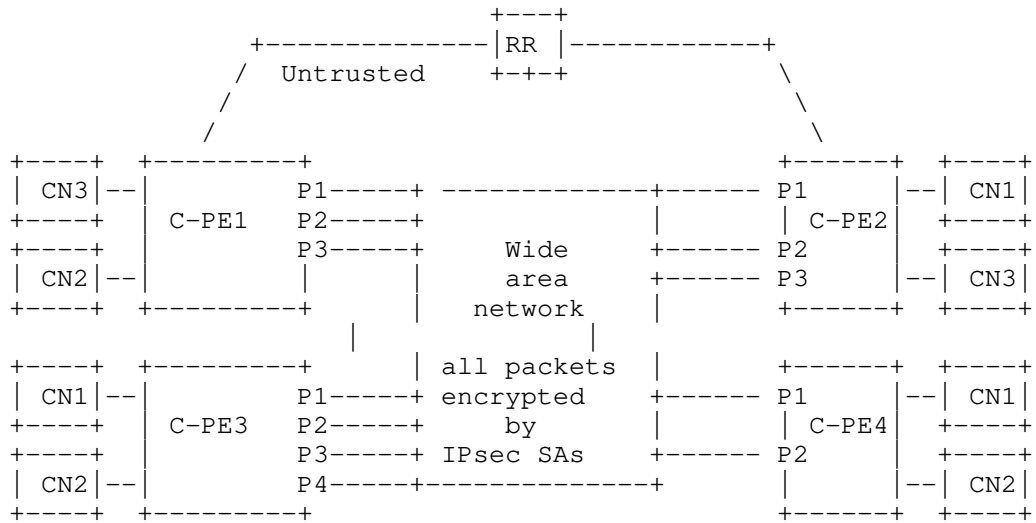 RR
Untrusted
CN3 P1 P1 CN1
C-PE1 P2 C-PE2
P3 Wide P2
CN2 area P3 CN3
network
all packets
CN1 P1 encrypted P1 CN1
C-PE3 P2 by C-PE4
P3 IPsec SAs P2
CN2 P4 CN2